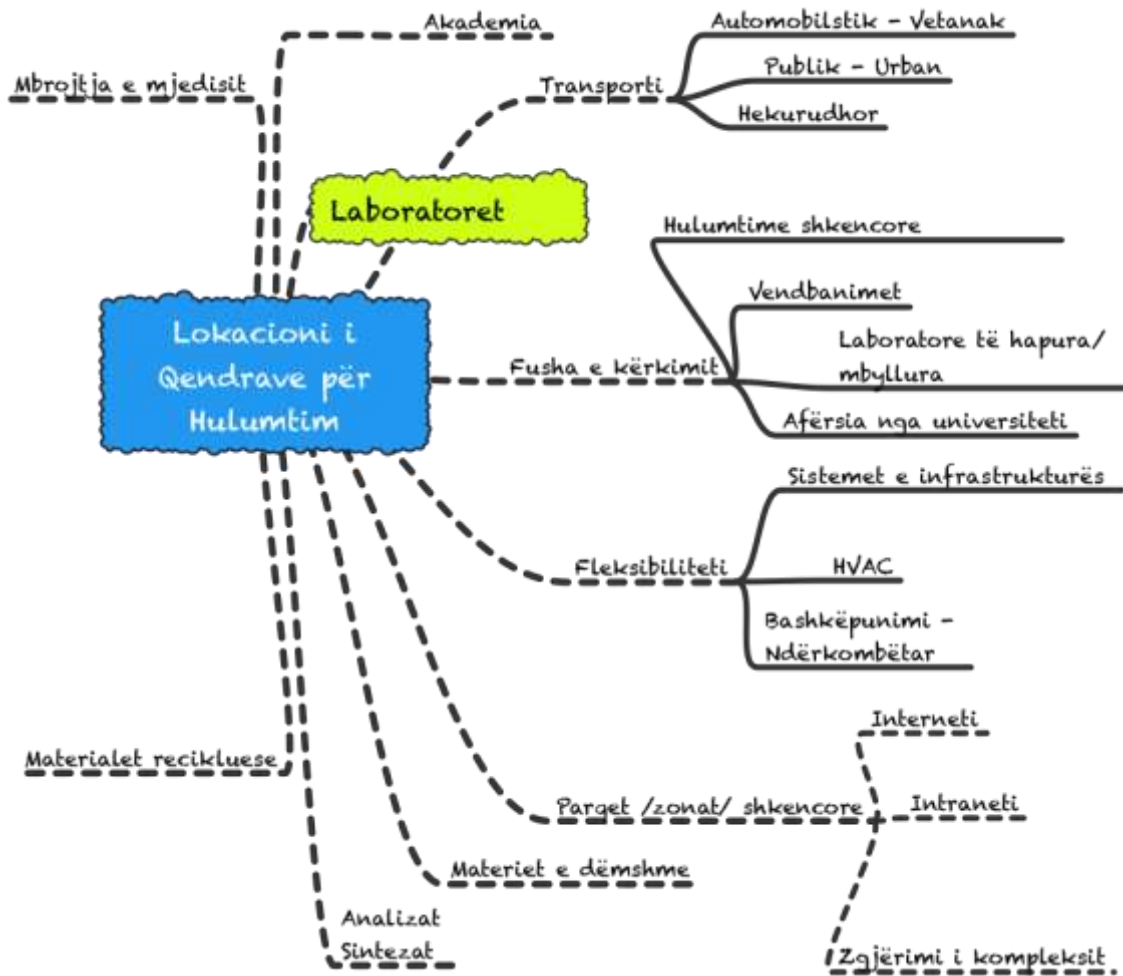 Akademia
Mbrojtja e mjedisit
Transporti
Automobilstik - Vetanak
Publik - Urban
Hekurudhor
Laboratoret
Lokacioni i
Qendrave për
Hulumtim
Fusha e kërkimit
Hulumtime shkencore
Vendbanimet
Laboratore të hapura/
mbyllura
Afërsia nga universiteti
Fleksibiliteti
Sistemet e infrastrukturës
HVAC
Bashkëpunimi -
Ndërkombëtar
Materialet recikluese
Parqet /zonat/ shkencore
Interneti
Intraneti
Zgjërimi i kompleksit
Materiet e dëmshme
Analizat
Sintezat